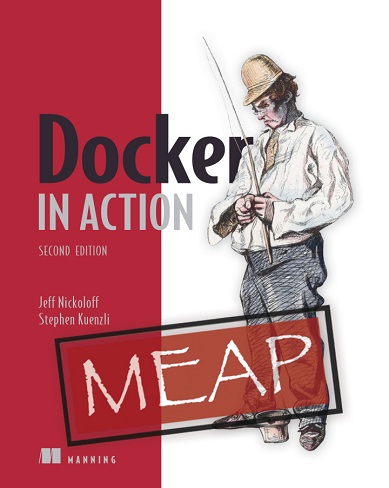 Docker
IN ACTION
SECOND EDITION
Jeff Nickoloff
Stephen Kuenzli
MEAP
MANNING